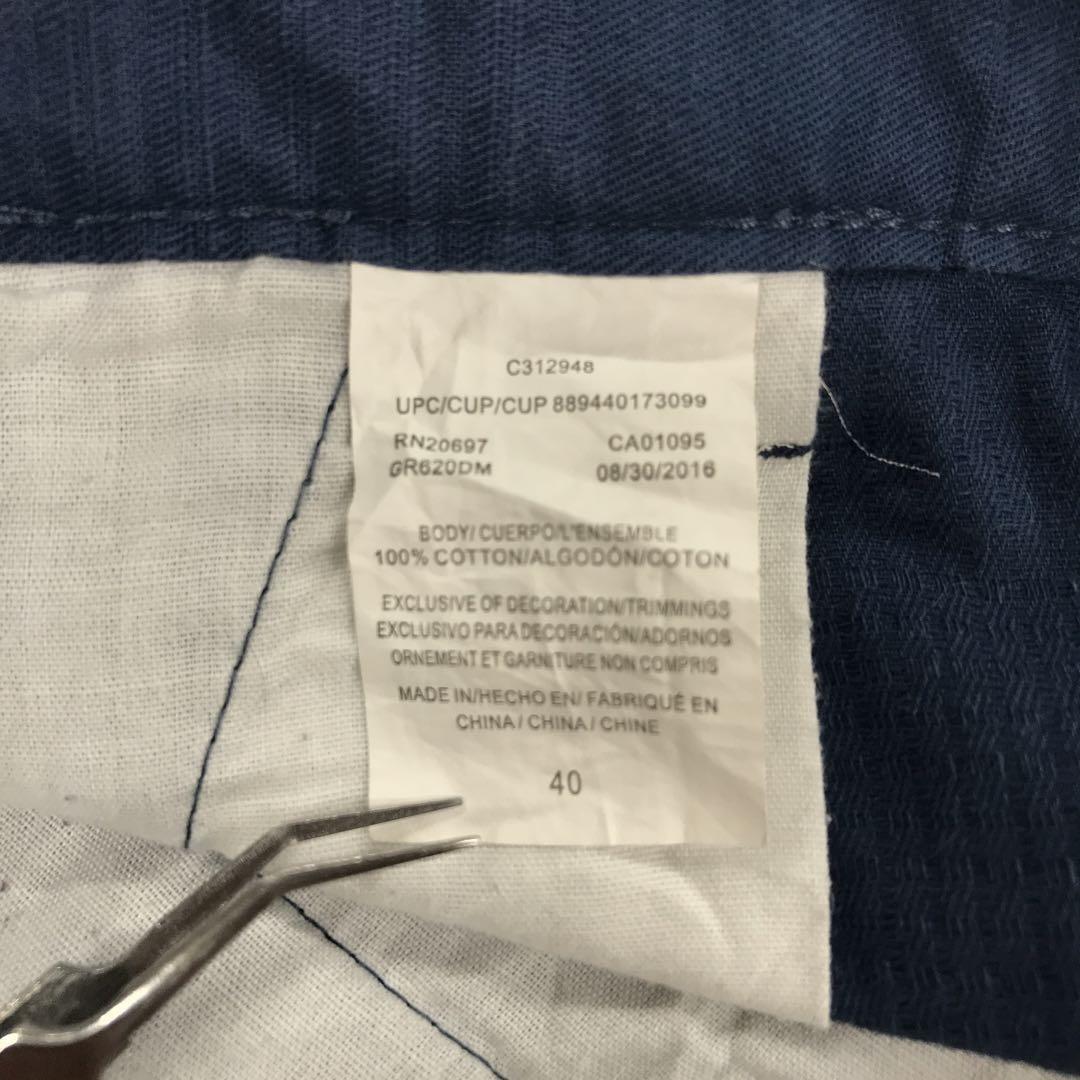 C312948
UPC/CUP/CUP 889440173099
RN20697 CA01095
GR620DM 08/30/2016
BODY/ CUERPO/L'ENSEMBLE
100% COTTON/ALGODÓN/COTON
EXCLUSIVE OF DECORATION/TRIMMINGS
EXCLUSIVO PARA DECORACIÓN/ADORNOS
ORNEMENT ET GARNITURE NON COMPRIS
MADE IN/HECHO EN/ FABRIQUÉ EN
CHINA / CHINA / CHINE
40